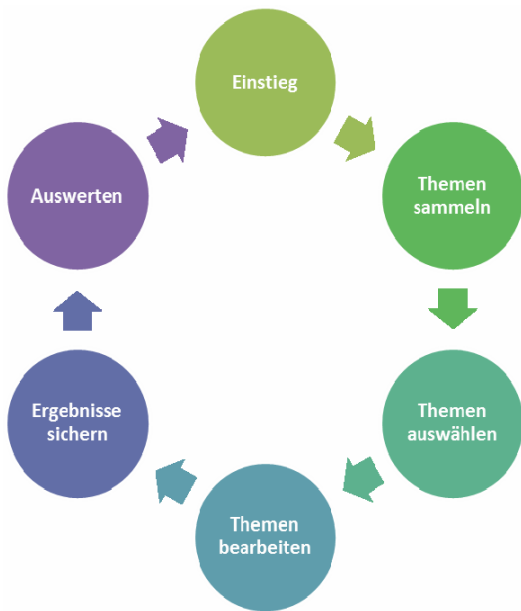 Einstieg
Themen
sammeln
Themen
auswählen
Themen
bearbeiten
Ergebnisse
sichern
Auswerten